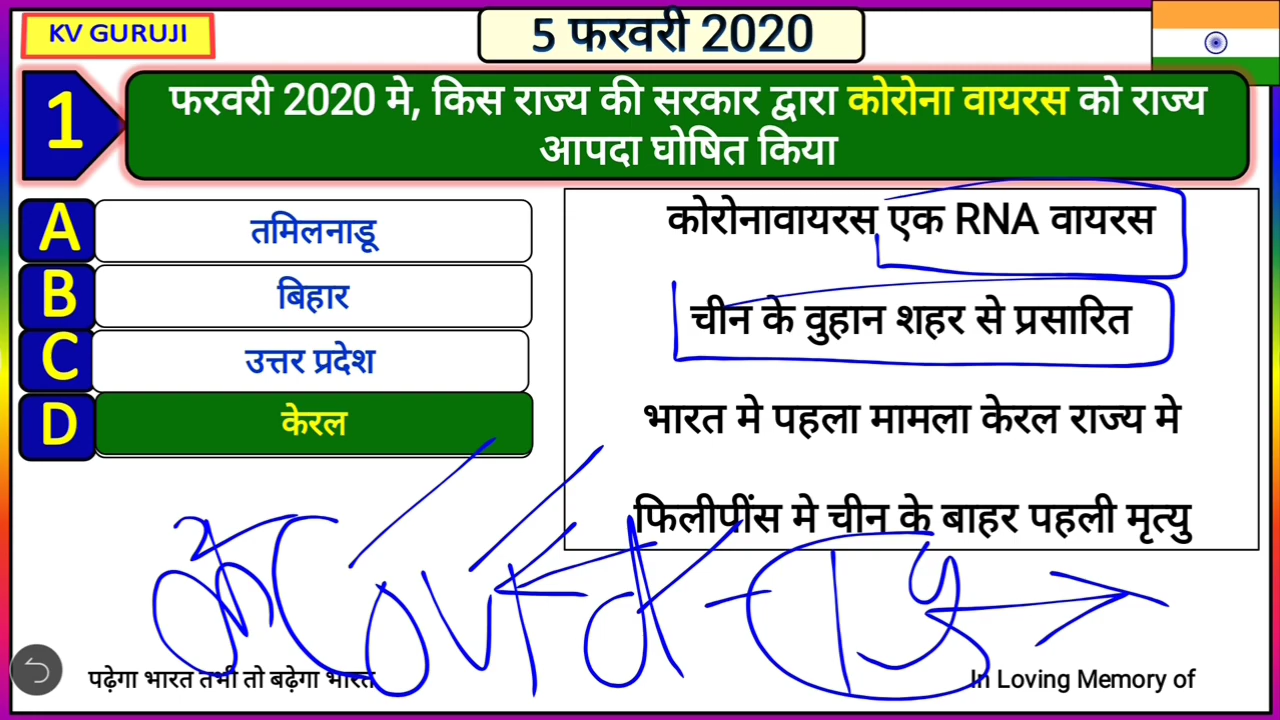 KV GURUJI
5 फरवरी 2020
1
फरवरी 2020 मे, किस राज्य की सरकार द्वारा कोरोना वायरस को राज्य
आपदा घोषित किया
A तमिलनाडू
B बिहार
C उत्तर प्रदेश
D केरल
कोरोनावायरस एक RNA वायरस
चीन के वुहान शहर से प्रसारित
भारत मे पहला मामला केरल राज्य मे
फिलीपींस मे चीन के बाहर पहली मृत्यु
Covid-19
पढ़ेगा भारत तभी तो बढ़ेगा भारत
In Loving Memory of